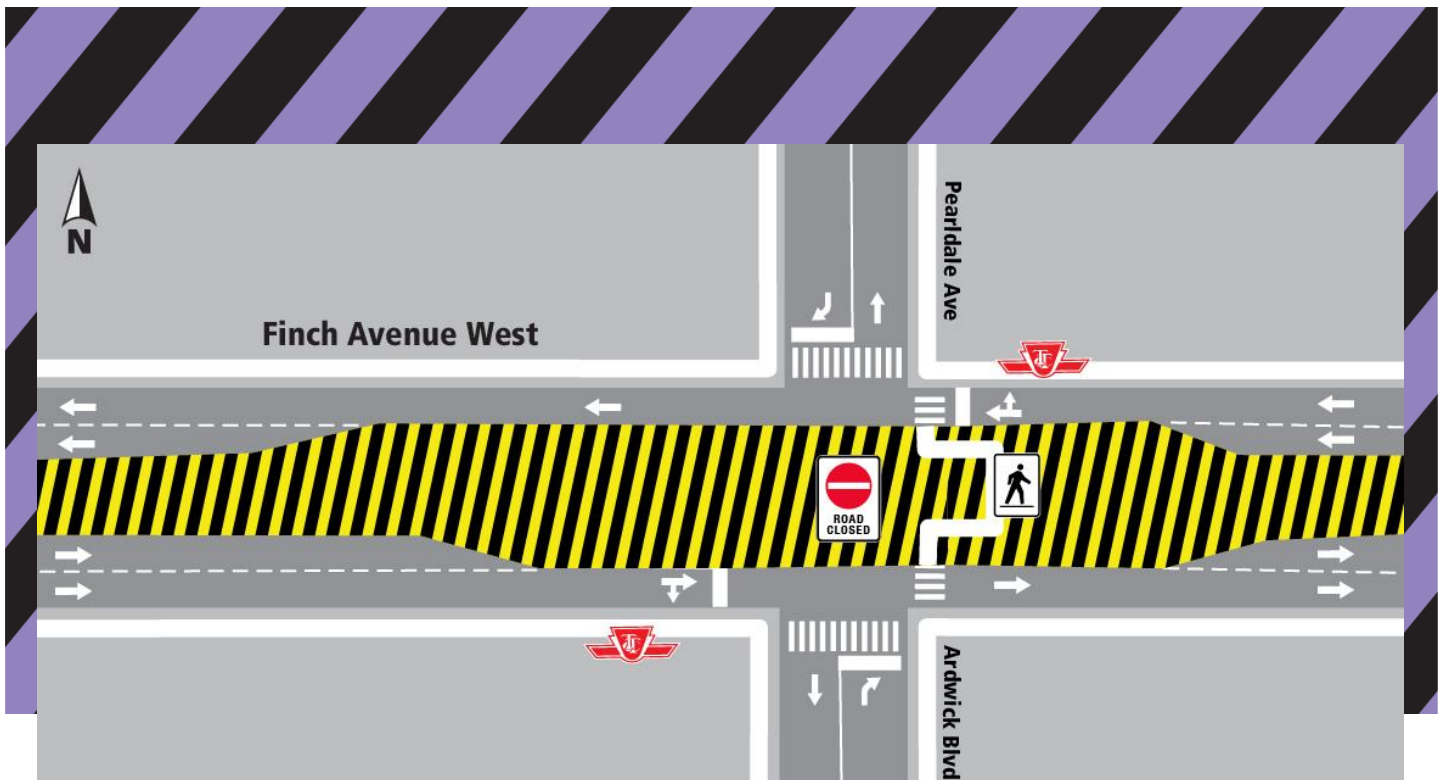 N
Finch Avenue West
Pearldale Ave
ROAD
CLOSED
Ardwick Blvd